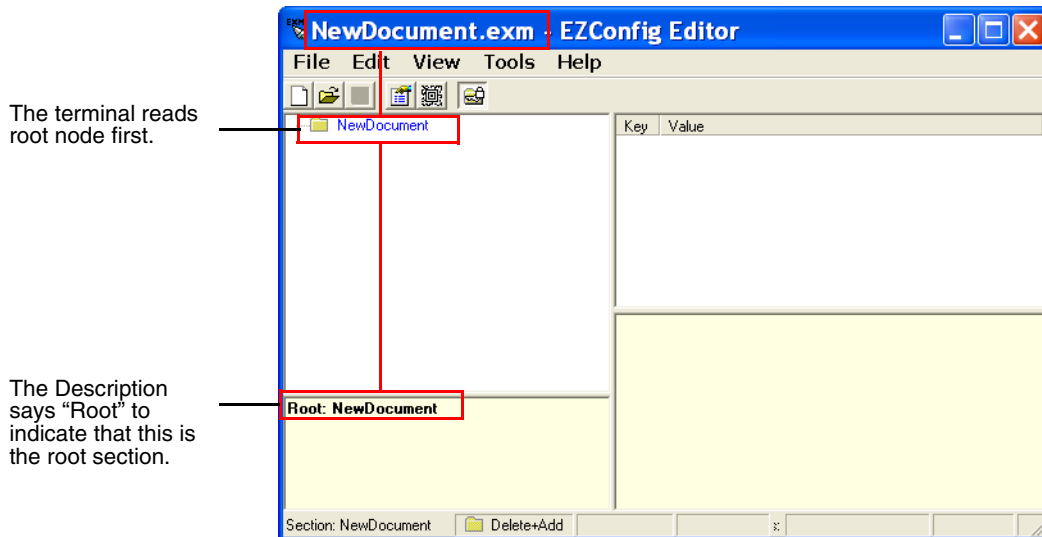 NewDocument.exm - EZConfig Editor
File Edit View Tools Help
The terminal reads
root node first.
NewDocument
Key Value
The Description
says “Root” to
indicate that this is
the root section.
Root: NewDocument
Section: NewDocument Delete+Add